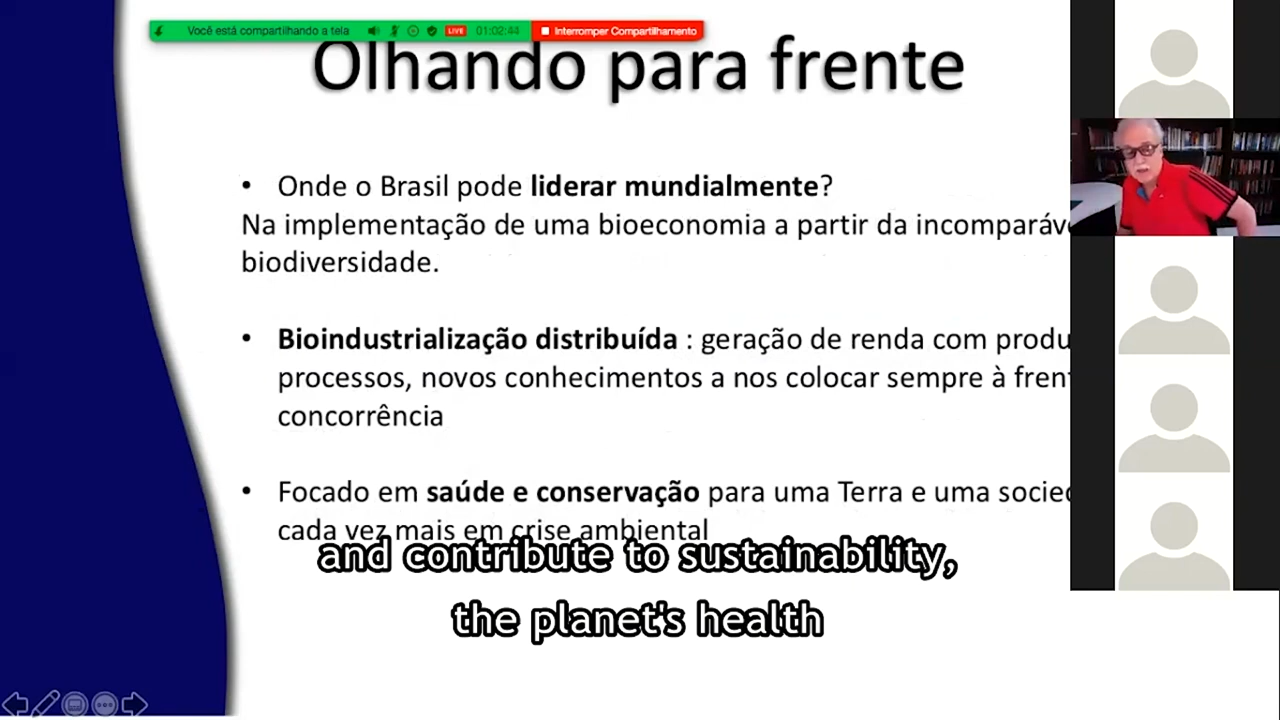 Você está compartilhando a tela LIVE 01:02:44 Interromper Compartilhamento
Olhando para frente
• Onde o Brasil pode liderar mundialmente?
Na implementação de uma bioeconomia a partir da
biodiversidade.
• Bioindustrialização distribuída : geração de renda com
processos, novos conhecimentos a nos colocar sempre à
concorrência
• Focado em saúde e conservação para uma Terra e uma
cada vez mais em crise ambiental
and contribute to sustainability,
the planet's health